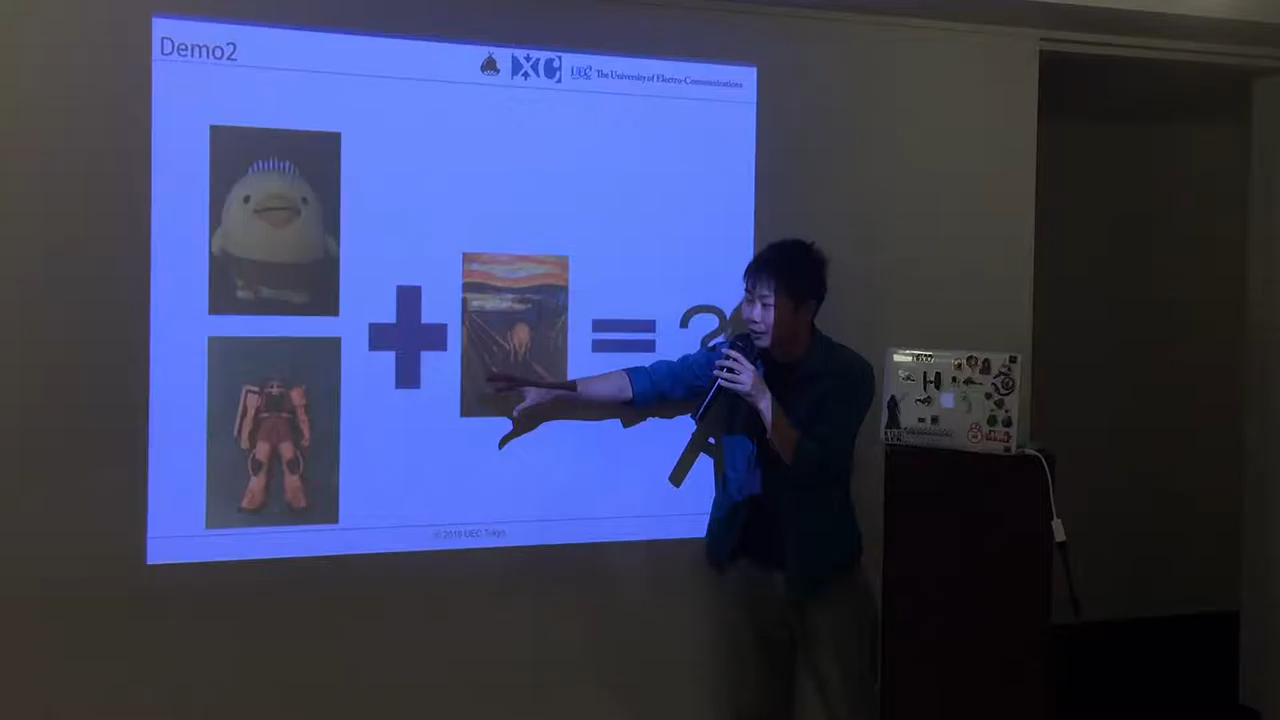 Demo2
UEC The University of Electro-Communications
+
=
?
© 2018 UEC Tokyo